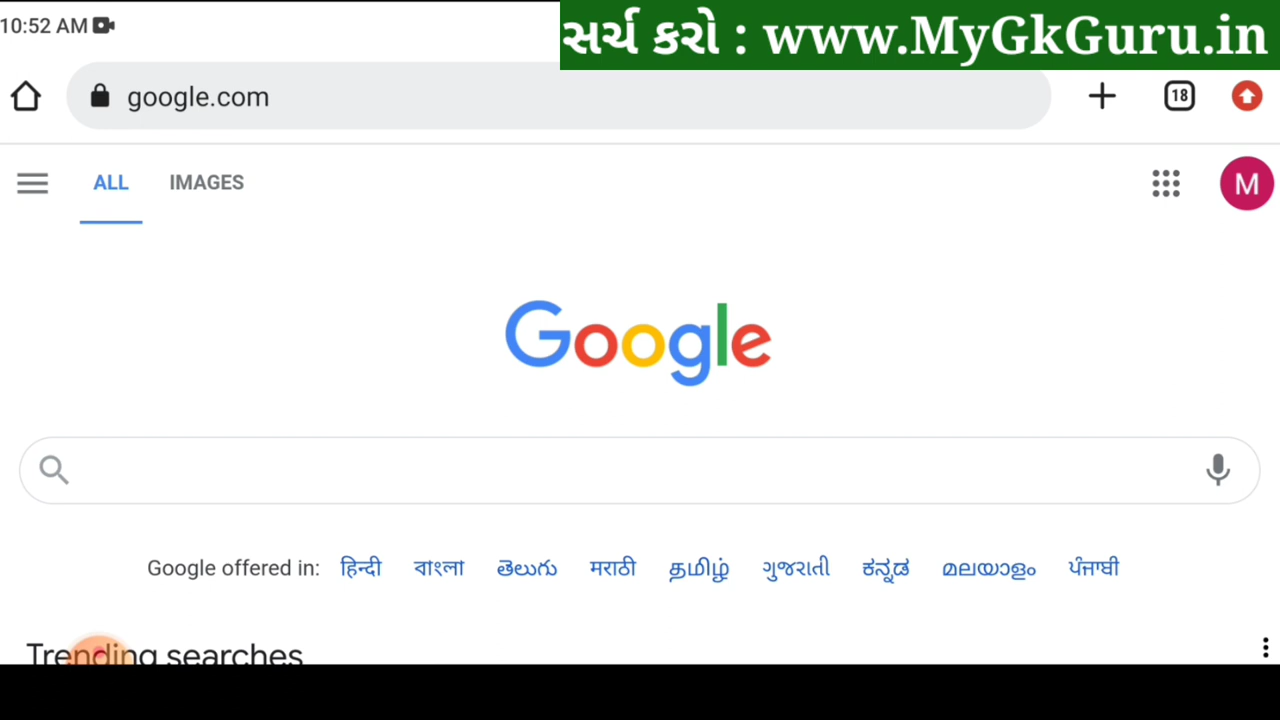 10:52 AM
સર્ચ કરો : www.MyGkGuru.in
google.com
18
ALL IMAGES
M
Google
Google offered in: हिन्दी বাংলা తెలుగు मराठी தமிழ் ગુજરાતી ಕನ್ನಡ മലയാളം ਪੰਜਾਬੀ
Trending searches